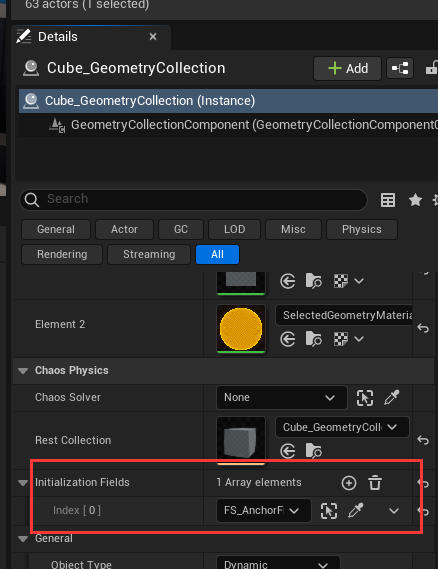 63 actors (1 selected)
Details
Cube_GeometryCollection
Add
Cube_GeometryCollection (Instance)
GeometryCollectionComponent (GeometryCollectionComponent
Search
General Actor GC LOD Misc Physics
Rendering Streaming All
SelectedGeometryMateria
Element 2
Chaos Physics
Chaos Solver None
Cube_GeometryColl
Rest Collection
Initialization Fields 1 Array elements
Index [ 0 ] FS_AnchorF
General
Object Type Dynamic